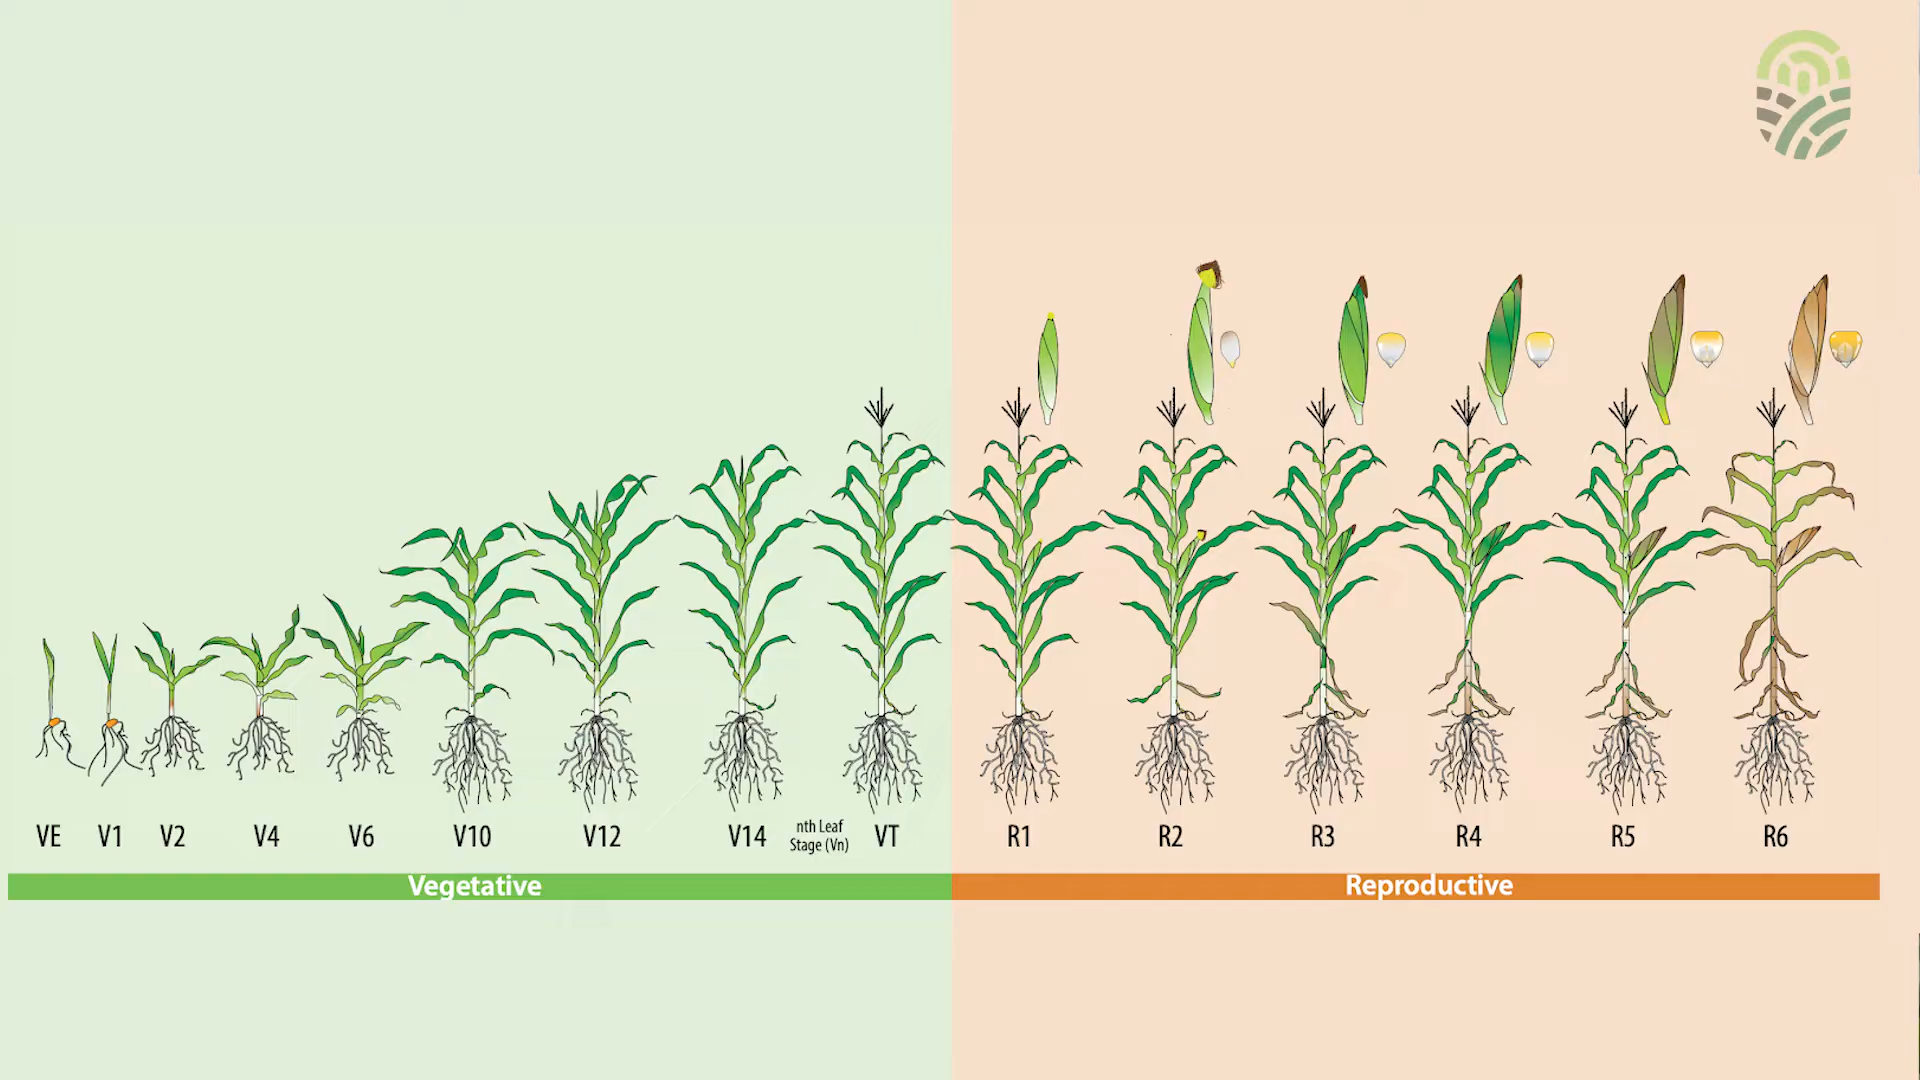 VE V1 V2 V4 V6 V10 V12 V14 nth Leaf
Stage (Vn) VT R1 R2 R3 R4 R5 R6
Vegetative Reproductive